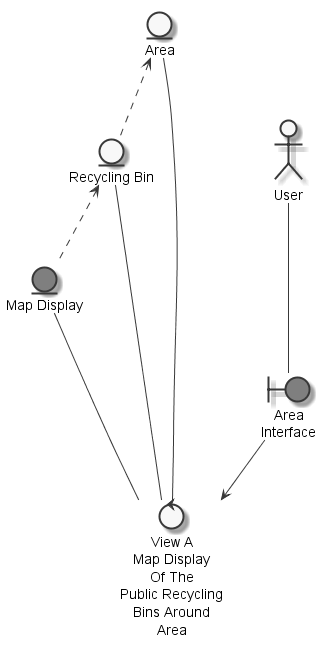 Area
Recycling Bin
User
Map Display
Area
Interface
View A
Map Display
Of The
Public Recycling
Bins Around
Area